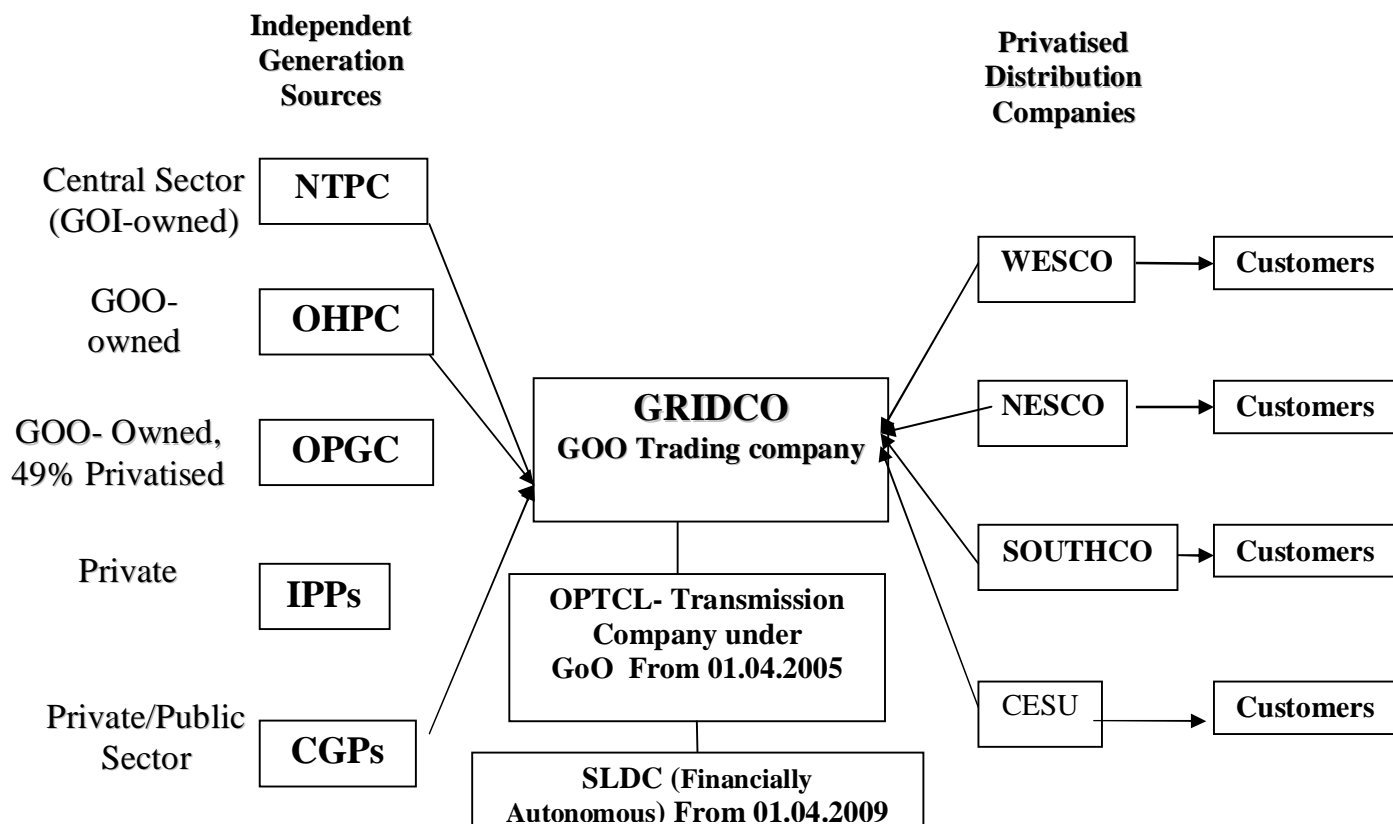 Independent
Generation
Sources
Privatised
Distribution
Companies
Central Sector
(GOI-owned)
NTPC
WESCO
Customers
GOO-
owned
OHPC
GRIDCO
GOO Trading company
NESCO
Customers
GOO- Owned,
49% Privatised
OPGC
SOUTHCO
Customers
Private
IPPs
OPTCL- Transmission
Company under
GoO From 01.04.2005
CESU
Customers
Private/Public
Sector
CGPs
SLDC (Financially
Autonomous) From 01.04.2009